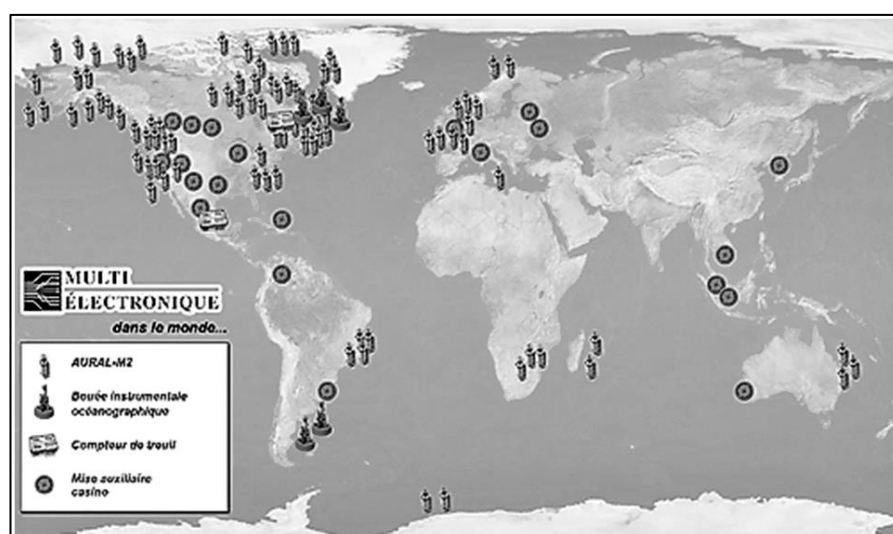 MULTI
ÉLECTRONIQUE
dans le monde...
AURAL-M2
Bouée instrumentale
océanographique
Compteur de treuil
Mise auxiliaire
casino